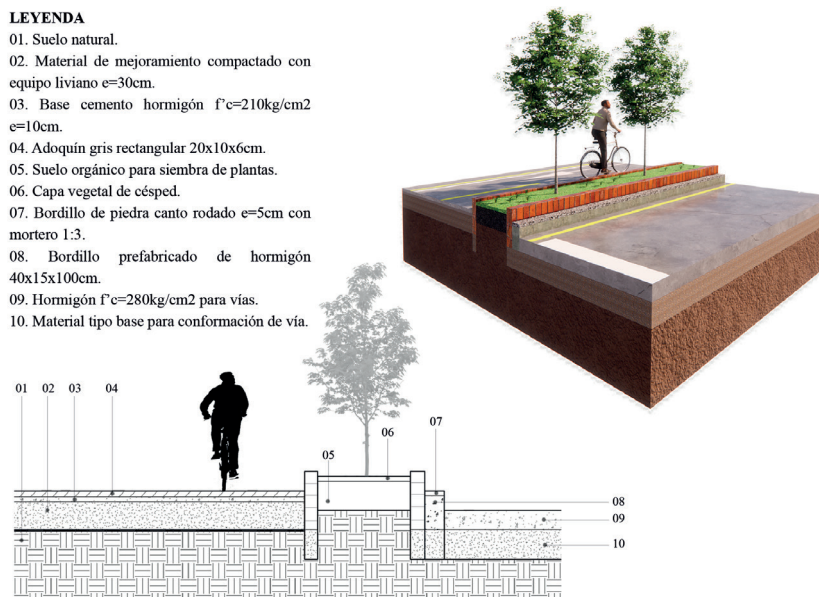 LEYENDA
01. Suelo natural.
02. Material de mejoramiento compactado con
equipo liviano e=30cm.
03. Base cemento hormigón f’c=210kg/cm2
e=10cm.
04. Adoquín gris rectangular 20x10x6cm.
05. Suelo orgánico para siembra de plantas.
06. Capa vegetal de césped.
07. Bordillo de piedra canto rodado e=5cm con
mortero 1:3.
08. Bordillo prefabricado de hormigón
40x15x100cm.
09. Hormigón f’c=280kg/cm2 para vías.
10. Material tipo base para conformación de vía.
01 02 03 04
05
06
07
08
09
10